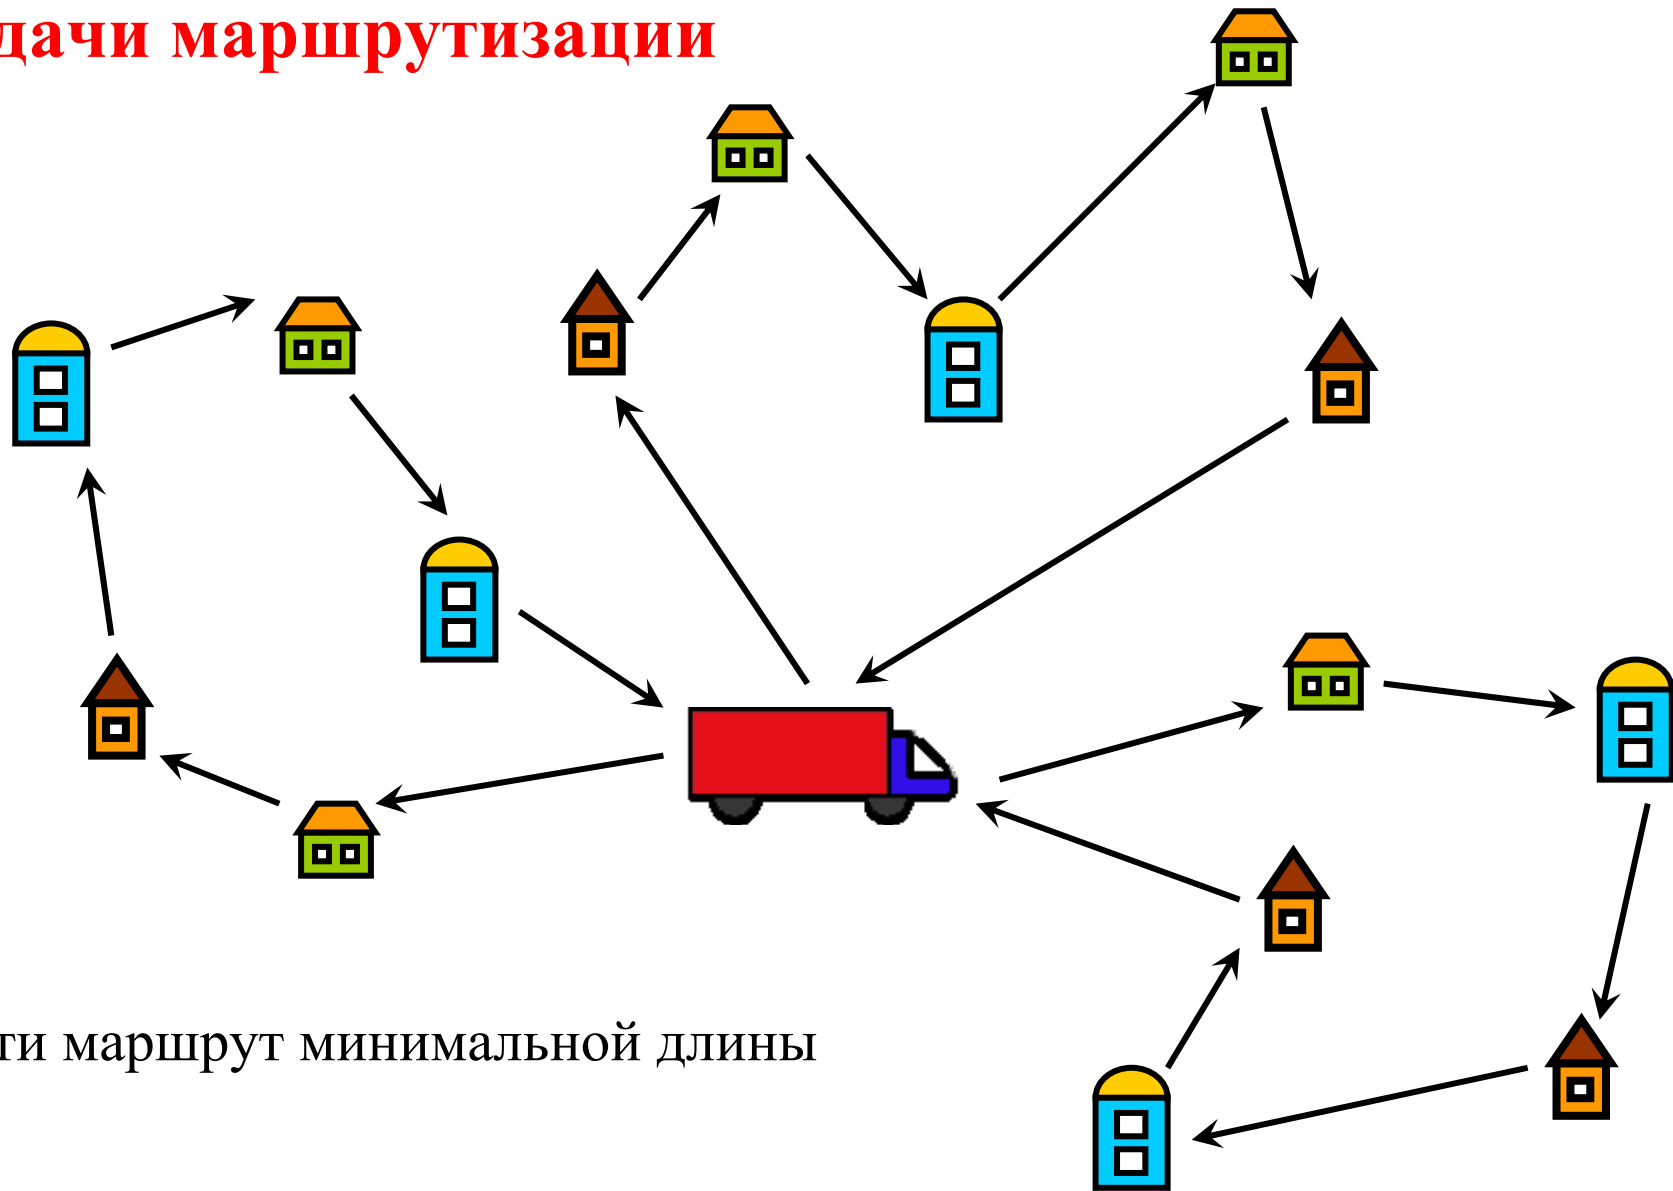 дачи маршрутизации
ти маршрут минимальной длины